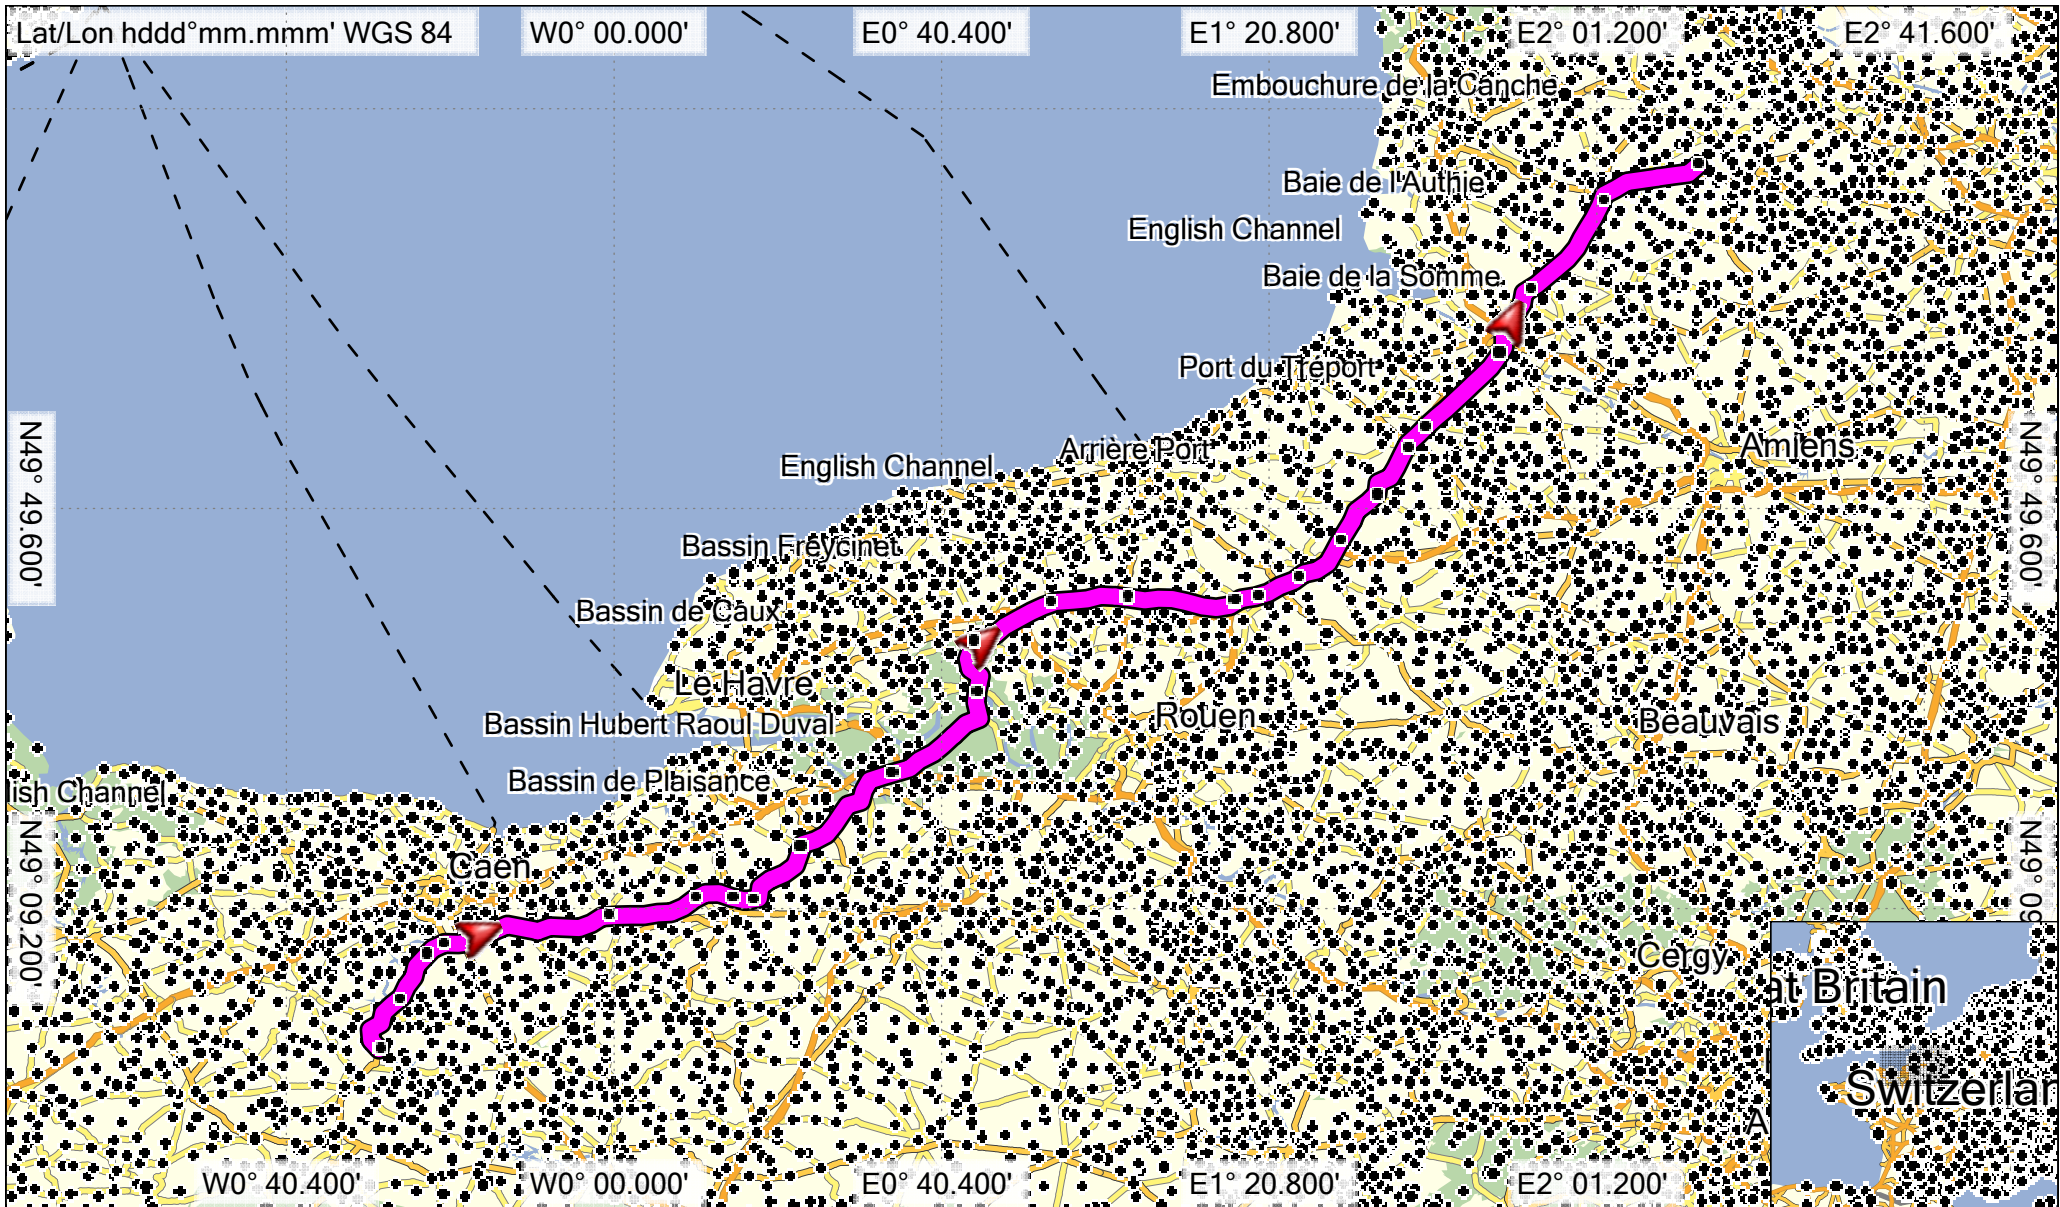 Lat/Lon hddd°mm.mmm' WGS 84
W0° 00.000'
E0° 40.400'
E1° 20.800'
E2° 01.200'
E2° 41.600'
Embouchure de la Canche
Baie de l'Authie
English Channel
Baie de la Somme
Port du Tréport
Arrière Port
Amiens
English Channel
N49° 49.600'
N49° 49.600'
Bassin Freycinet
Bassin de Caux
Le Havre
Bassin Hubert Raoul Duval
Rouen
Beauvais
Bassin de Plaisance
lish Channel
Caen
N49° 09.200'
N49° 09
Cergy
at Britain
Switzerlan
A
W0° 40.400'
W0° 00.000'
E0° 40.400'
E1° 20.800'
E2° 01.200'